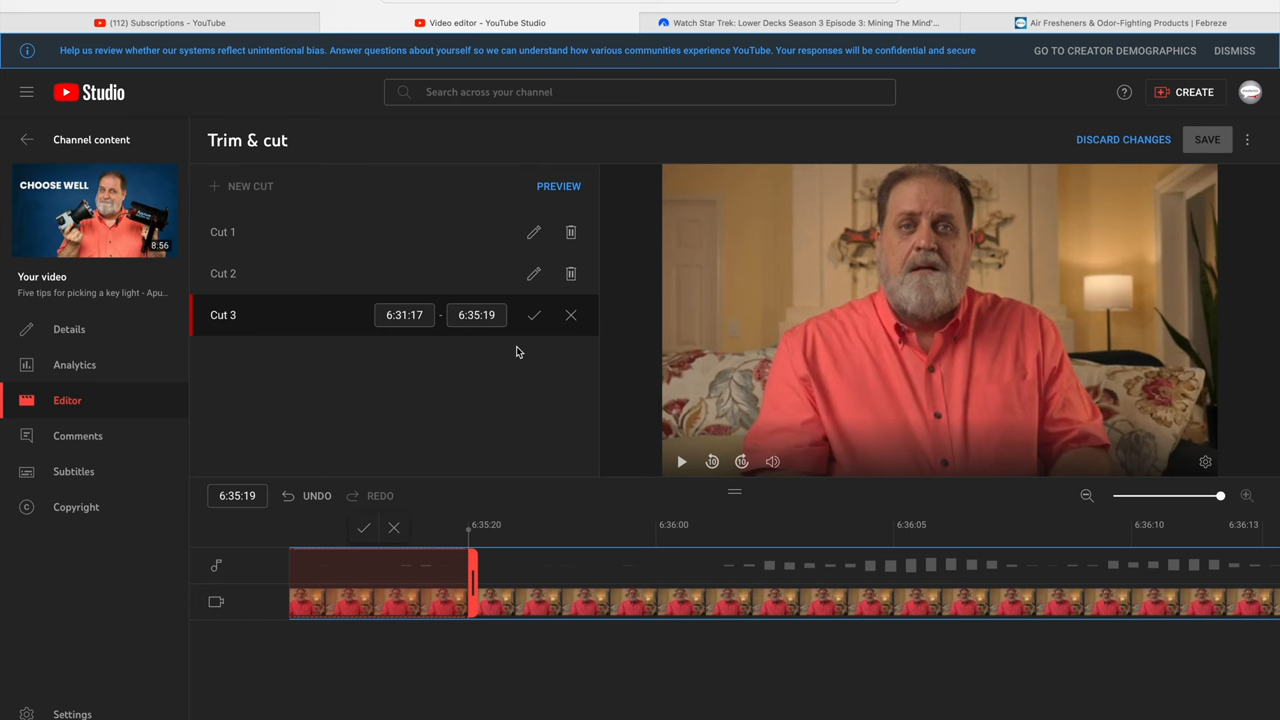 (112) Subscriptions - YouTube
Video editor - YouTube Studio
Watch Star Trek: Lower Decks Season 3 Episode 3: Mining The Mind'...
Air Fresheners & Odor-Fighting Products | Febreze
Help us review whether our systems reflect unintentional bias. Answer questions about yourself so we can understand how various communities experience YouTube. Your responses will be confidential and secure
GO TO CREATOR DEMOGRAPHICS
DISMISS
Studio
Search across your channel
CREATE
Channel content
Trim & cut
DISCARD CHANGES
SAVE
CHOOSE WELL
8:56
NEW CUT
PREVIEW
Cut 1
Cut 2
Cut 3
6:31:17 - 6:35:19
Your video
Five tips for picking a key light - Apu...
Details
Analytics
Editor
Comments
Subtitles
Copyright
Settings
10
10
6:35:19
UNDO
REDO
6:35:20
6:36:00
6:36:05
6:36:10
6:36:13